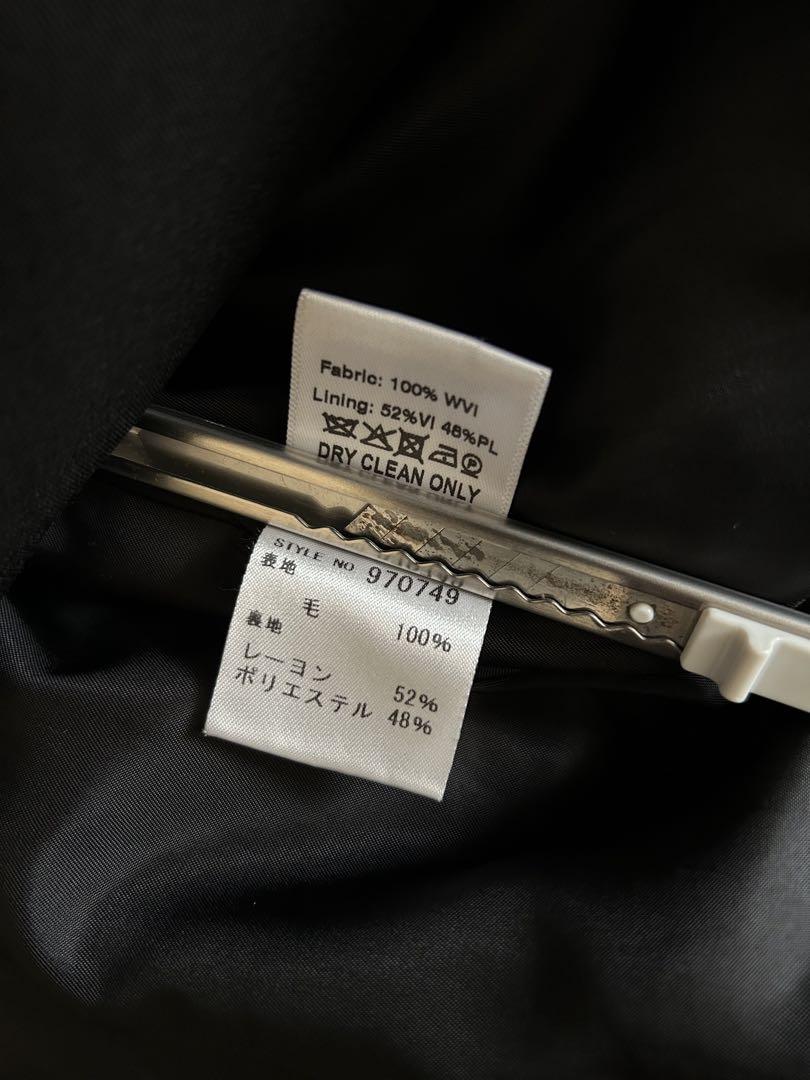 Fabric: 100% WVI
Lining: 52%VI 48%PL
DRY CLEAN ONLY
STYLE NO 970749
表地
毛 100%
表地
レーヨン 52%
ポリエステル 48%